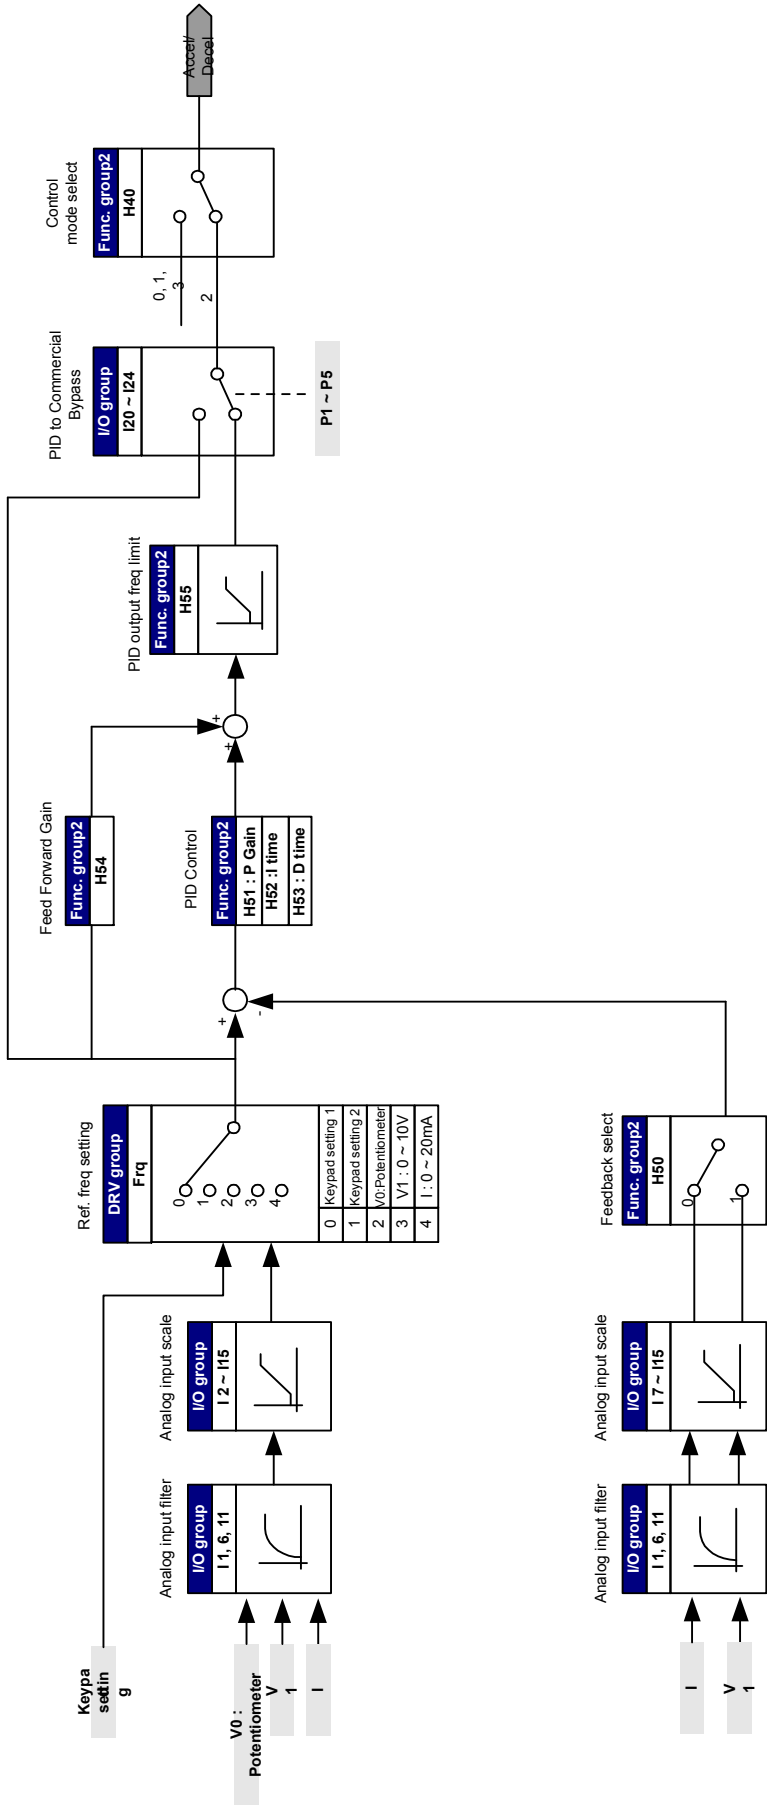 Keypa
settin
g
V0 :
Potentiometer
V
1
I
Analog input filter
I/O group
I 1, 6, 11
Analog input scale
I/O group
I 2 ~ I15
Ref. freq setting
DRV group
Frq
0
1
2
3
4
0 Keypad setting 1
1 Keypad setting 2
2 V0:Potentiometer
3 V1 : 0 ~ 10V
4 I : 0 ~ 20mA
+
-
Feed Forward Gain
Func. group2
H54
PID Control
Func. group2
H51 : P Gain
H52 :I time
H53 : D time
+
+
PID output freq limit
Func. group2
H55
PID to Commercial
Bypass
I/O group
I20 ~ I24
P1 ~ P5
Control
mode select
Func. group2
H40
0, 1,
3
2
Accel/
Decel
I
V
1
Analog input filter
I/O group
I 1, 6, 11
Analog input scale
I/O group
I 7 ~ I15
Feedback select
Func. group2
H50
0
1